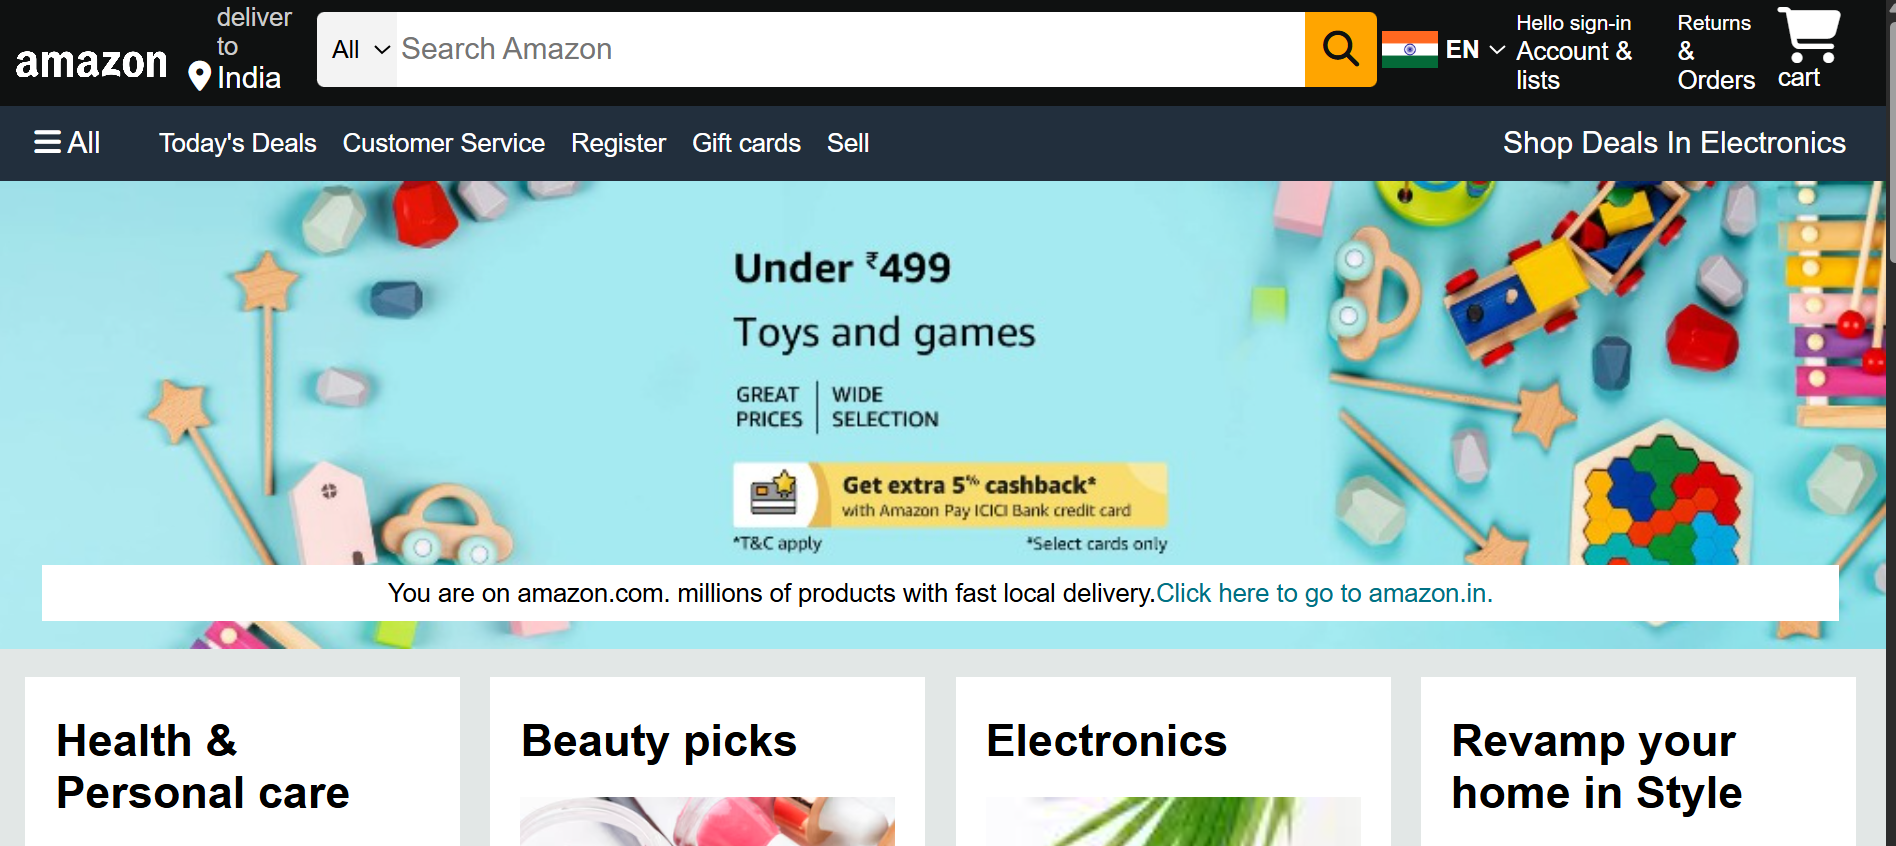 amazon
deliver
to
India
All
Search Amazon
EN
Hello sign-in
Account &
lists
Returns
&
Orders
cart
All
Today's Deals
Customer Service
Register
Gift cards
Sell
Shop Deals In Electronics
Under ₹499
Toys and games
GREAT
PRICES
WIDE
SELECTION
Get extra 5% cashback*
with Amazon Pay ICICI Bank credit card
*T&C apply
*Select cards only
You are on amazon.com. millions of products with fast local delivery.Click here to go to amazon.in.
Health &
Personal care
Beauty picks
Electronics
Revamp your
home in Style